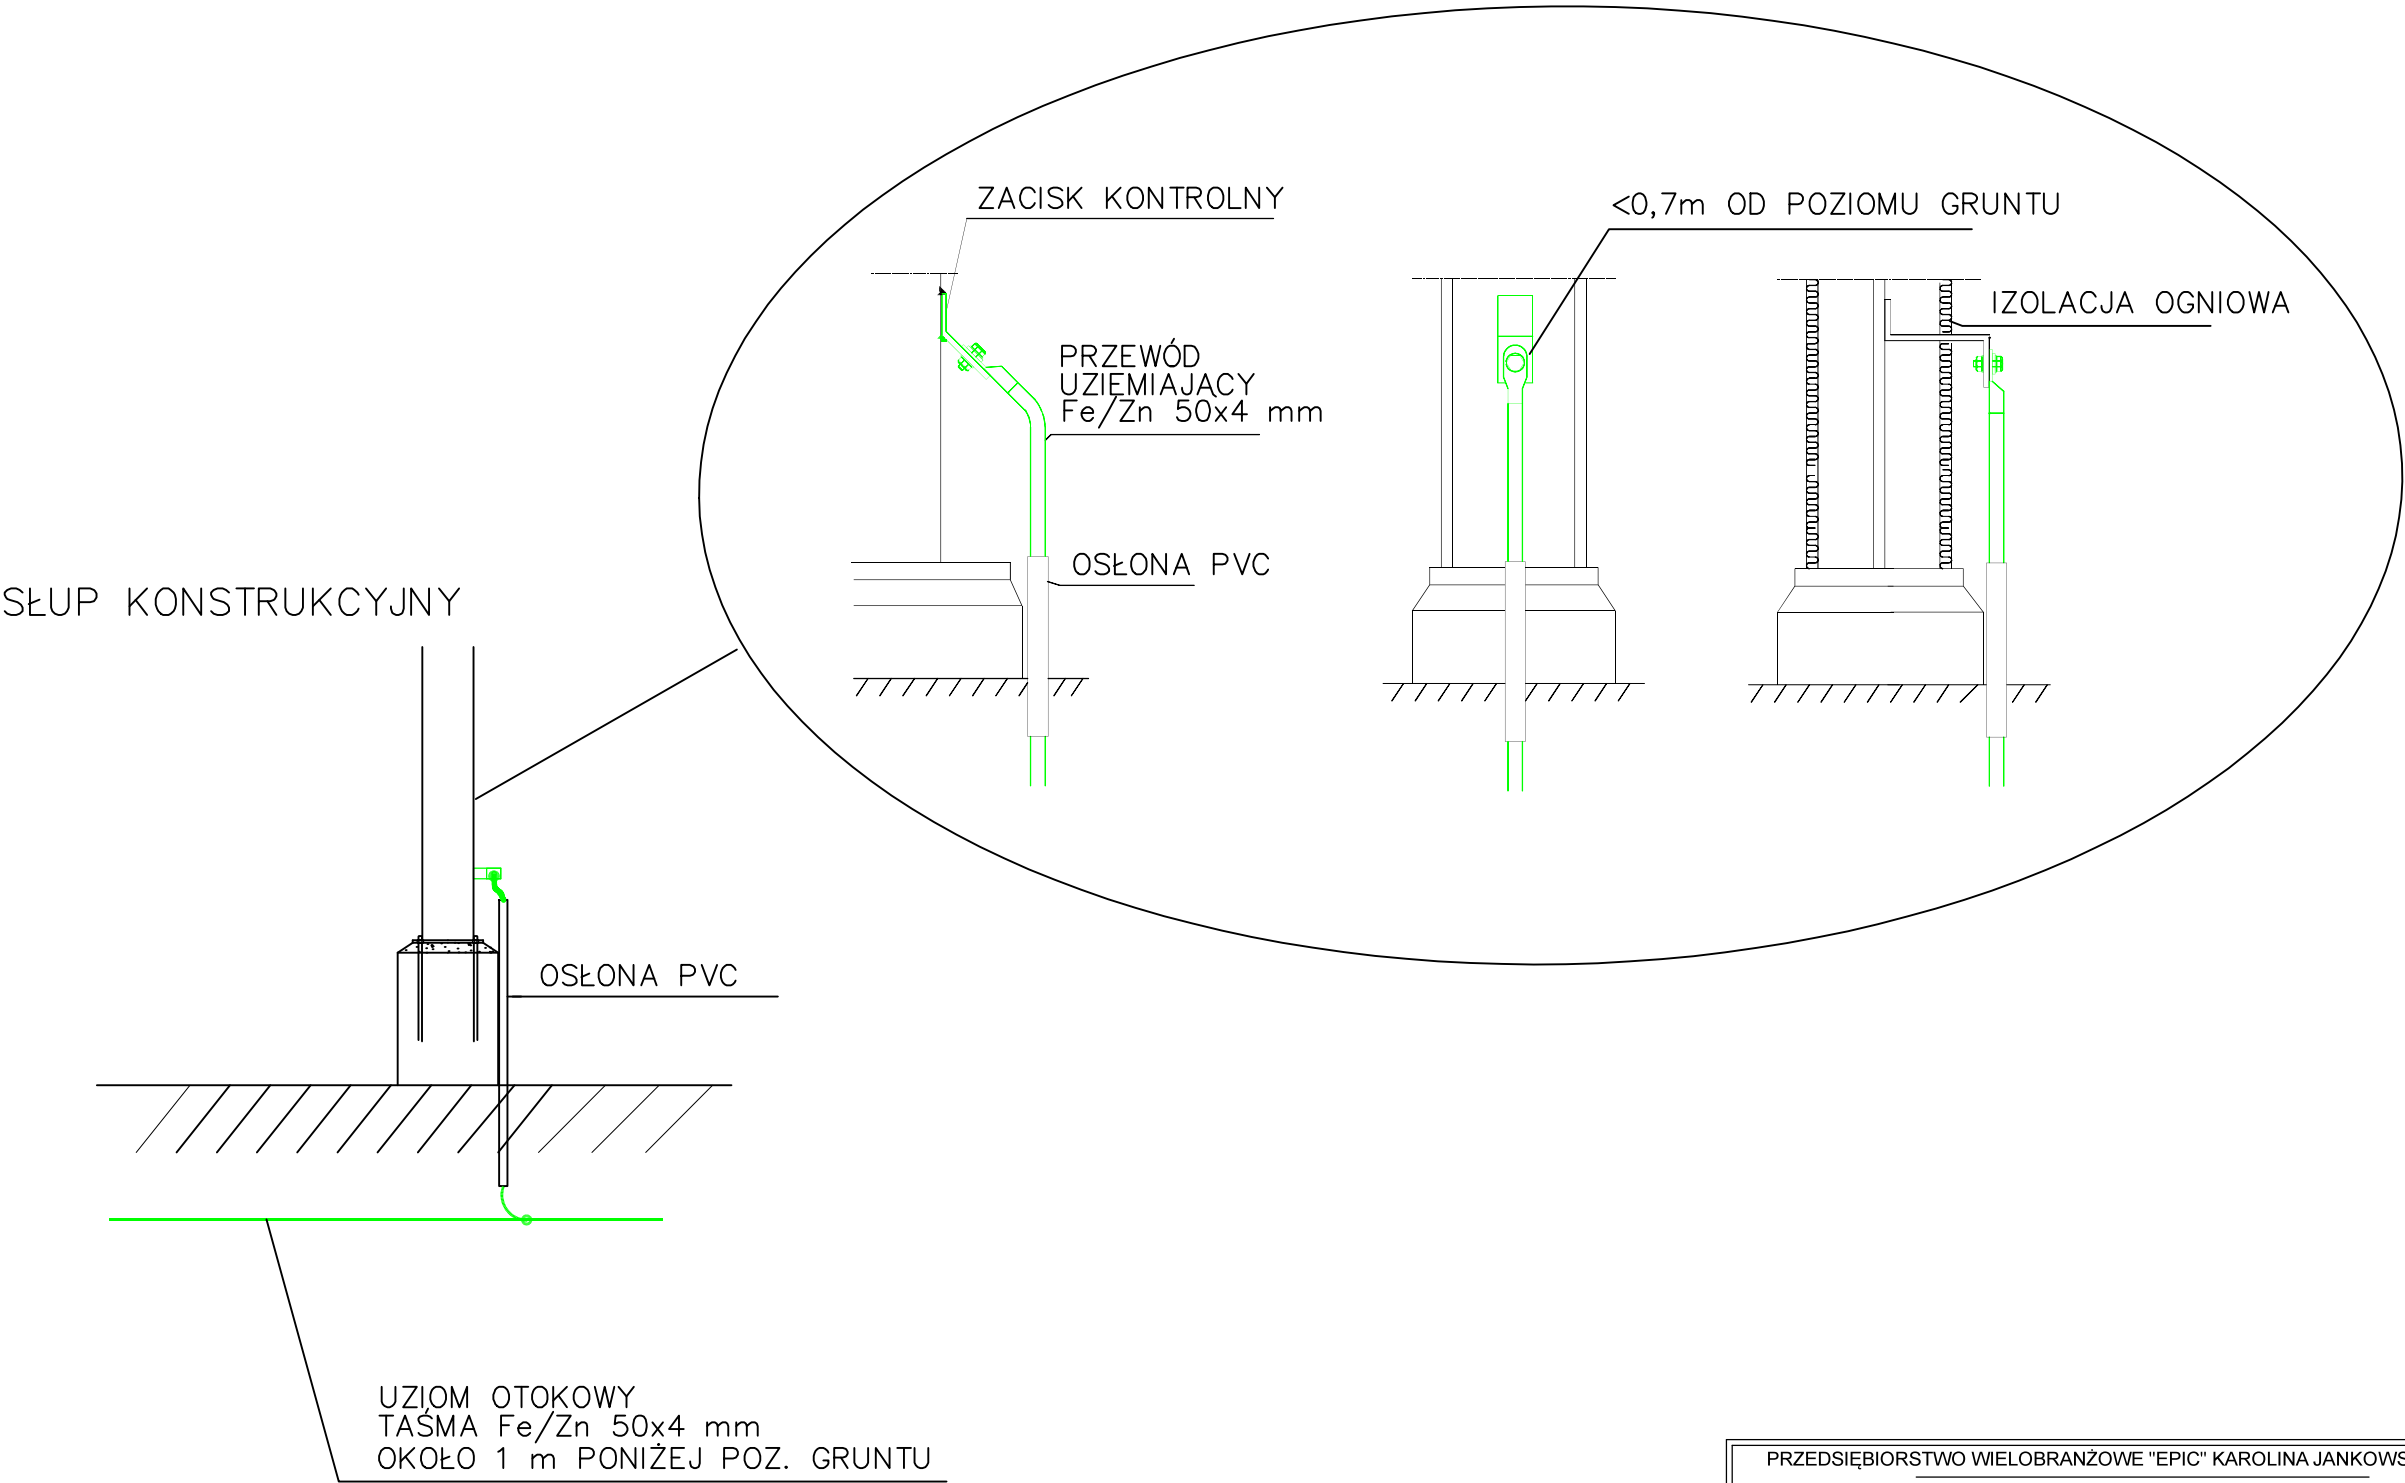 ZACISK KONTROLNY
<0,7m OD POZIOMU GRUNTU
IZOLACJA OGNIOWA
PRZEWÓD
UZIEMIAJĄCY
Fe/Zn 50x4 mm
OSŁONA PVC
SŁUP KONSTRUKCYJNY
OSŁONA PVC
UZIOM OTOKOWY
TAŚMA Fe/Zn 50x4 mm
OKOŁO 1 m PONIŻEJ POZ. GRUNTU
PRZEDSIĘBIORSTWO WIELOBRANŻOWE "EPIC" KAROLINA